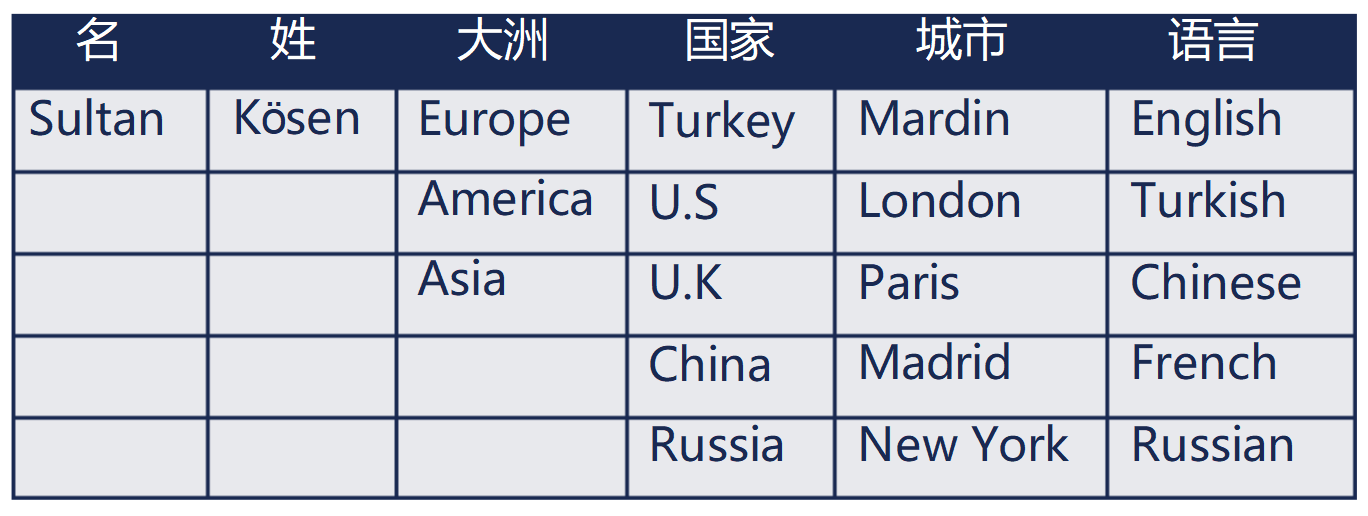 名 姓 大洲 国家 城市 语言
Sultan Kösen Europe Turkey Mardin English
America U.S London Turkish
Asia U.K Paris Chinese
China Madrid French
Russia New York Russian